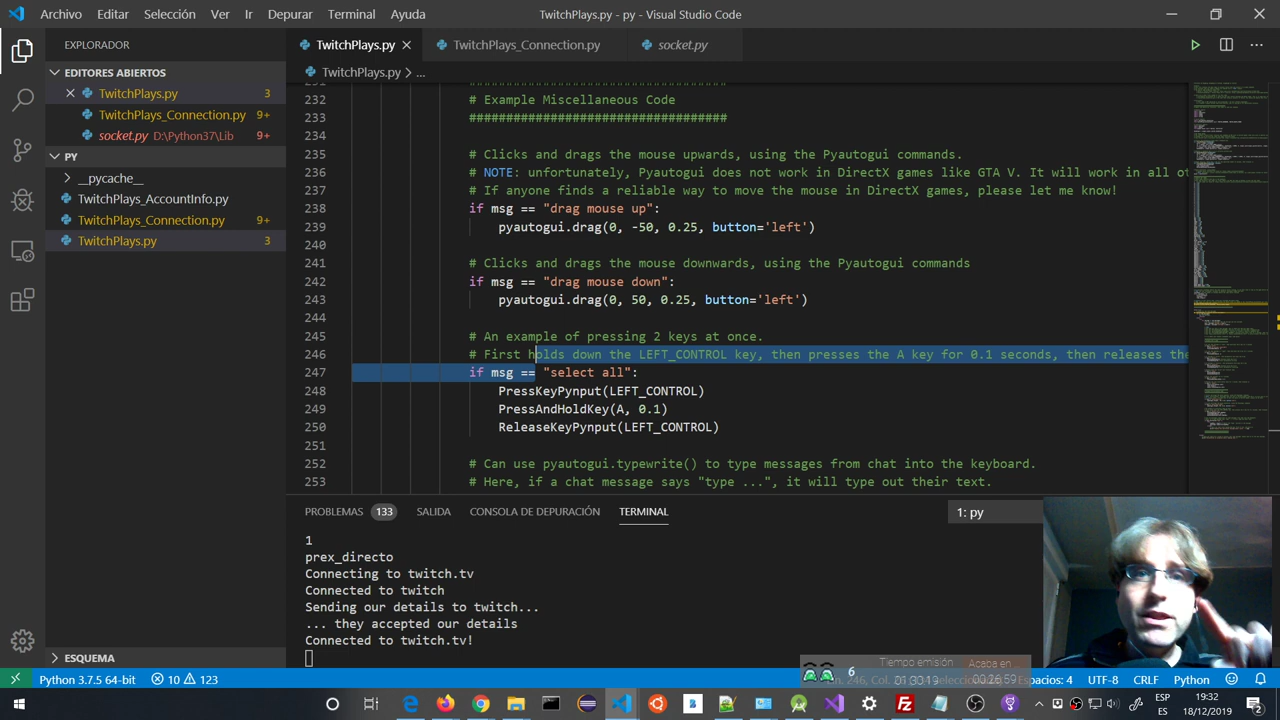 Archivo Editar Selección Ver Ir Depurar Terminal Ayuda TwitchPlays.py - py - Visual Studio Code
EXPLORADOR
TwitchPlays.py TwitchPlays_Connection.py socket.py
EDITORES ABIERTOS
TwitchPlays.py 3
TwitchPlays_Connection.py 9+
socket.py D:\Python37\Lib 9+
PY
__pycache__
TwitchPlays_AccountInfo.py
TwitchPlays_Connection.py 9+
TwitchPlays.py 3
ESQUEMA
TwitchPlays.py > ...
232 # Example Miscellaneous Code
233 ###############################
234
235 # Clicks and drags the mouse upwards, using the Pyautogui commands
236 # NOTE: unfortunately, Pyautogui does not work in DirectX games like GTA V. It will work in all ot
237 # If anyone finds a reliable way to move the mouse in DirectX games, please let me know!
238 if msg == "drag mouse up":
239 pyautogui.drag(0, -50, 0.25, button='left')
240
241 # Clicks and drags the mouse downwards, using the Pyautogui commands
242 if msg == "drag mouse down":
243 pyautogui.drag(0, 50, 0.25, button='left')
244
245 # An example of pressing 2 keys at once.
246 # First holds down the LEFT_CONTROL key, then presses the A key for 0.1 seconds, then releases the
247 if msg == "select all":
248 PressKeyPynput(LEFT_CONTROL)
249 PressAndHoldKey(A, 0.1)
250 ReleaseKeyPynput(LEFT_CONTROL)
251
252 # Can use pyautogui.typewrite() to type messages from chat into the keyboard.
253 # Here, if a chat message says "type ...", it will type out their text.
PROBLEMAS 133 SALIDA CONSOLA DE DEPURACIÓN TERMINAL 1: py
1
prex_directo
Connecting to twitch.tv
Connected to twitch
Sending our details to twitch...
... they accepted our details
Connected to twitch.tv!
6 Tiempo emisión Acaba en
Python 3.7.5 64-bit 10 123 Espacios: 4 UTF-8 CRLF Python
ESP 19:32
ES 18/12/2019
2